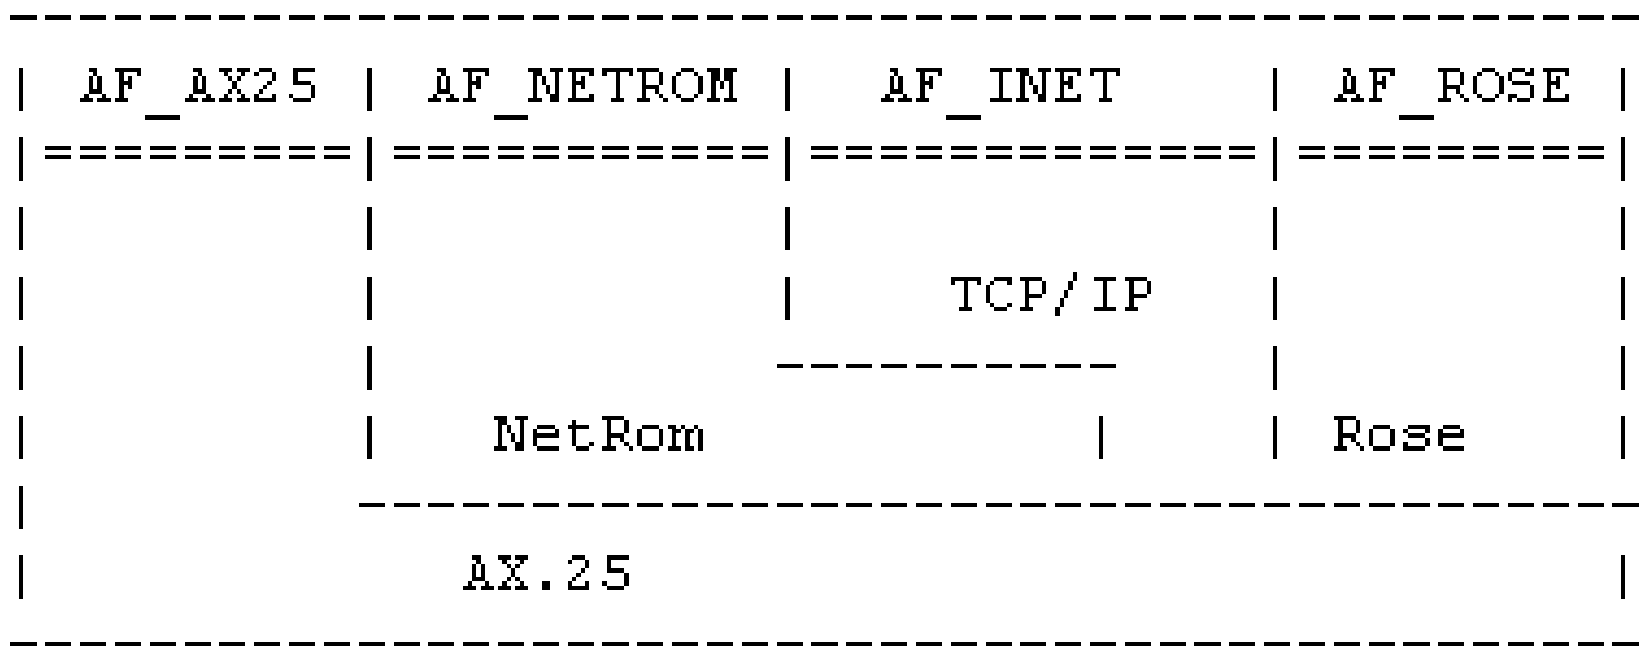 | AF_AX25 | AF_NETROM | AF_INET | AF_ROSE |
|=========|===========|=============|=========|
TCP/IP
NetRom | | Rose
AX.25